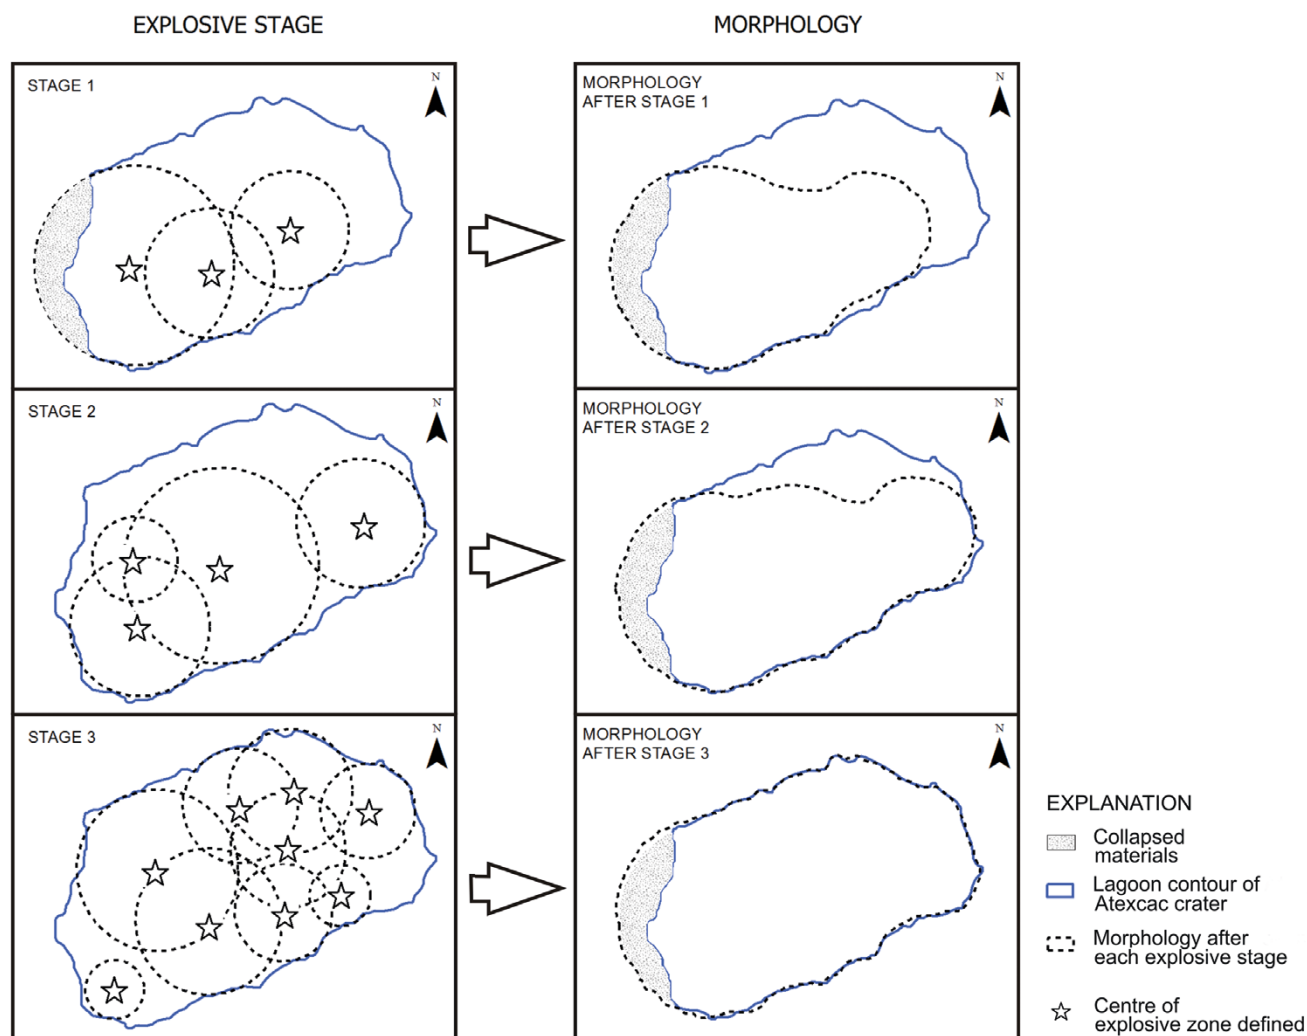 EXPLOSIVE STAGE
MORPHOLOGY
STAGE 1
N
MORPHOLOGY
AFTER STAGE 1
N
STAGE 2
N
MORPHOLOGY
AFTER STAGE 2
N
STAGE 3
N
MORPHOLOGY
AFTER STAGE 3
N
EXPLANATION
Collapsed
materials
Lagoon contour of
Atexcac crater
Morphology after
each explosive stage
Centre of
explosive zone defined